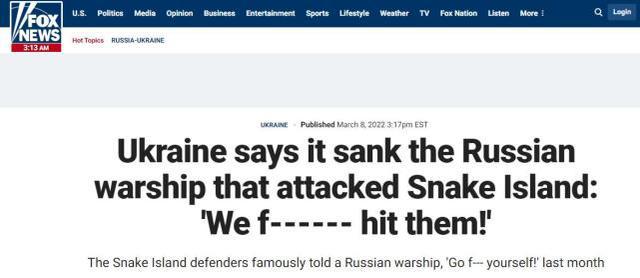 FOX
NEWS
3:13 AM
U.S. Politics Media Opinion Business Entertainment Sports Lifestyle Weather TV Fox Nation Listen More Login
Hot Topics RUSSIA-UKRAINE
UKRAINE · Published March 8, 2022 3:17pm EST
Ukraine says it sank the Russian
warship that attacked Snake Island:
'We f------ hit them!'
The Snake Island defenders famously told a Russian warship, 'Go f--- yourself!' last month